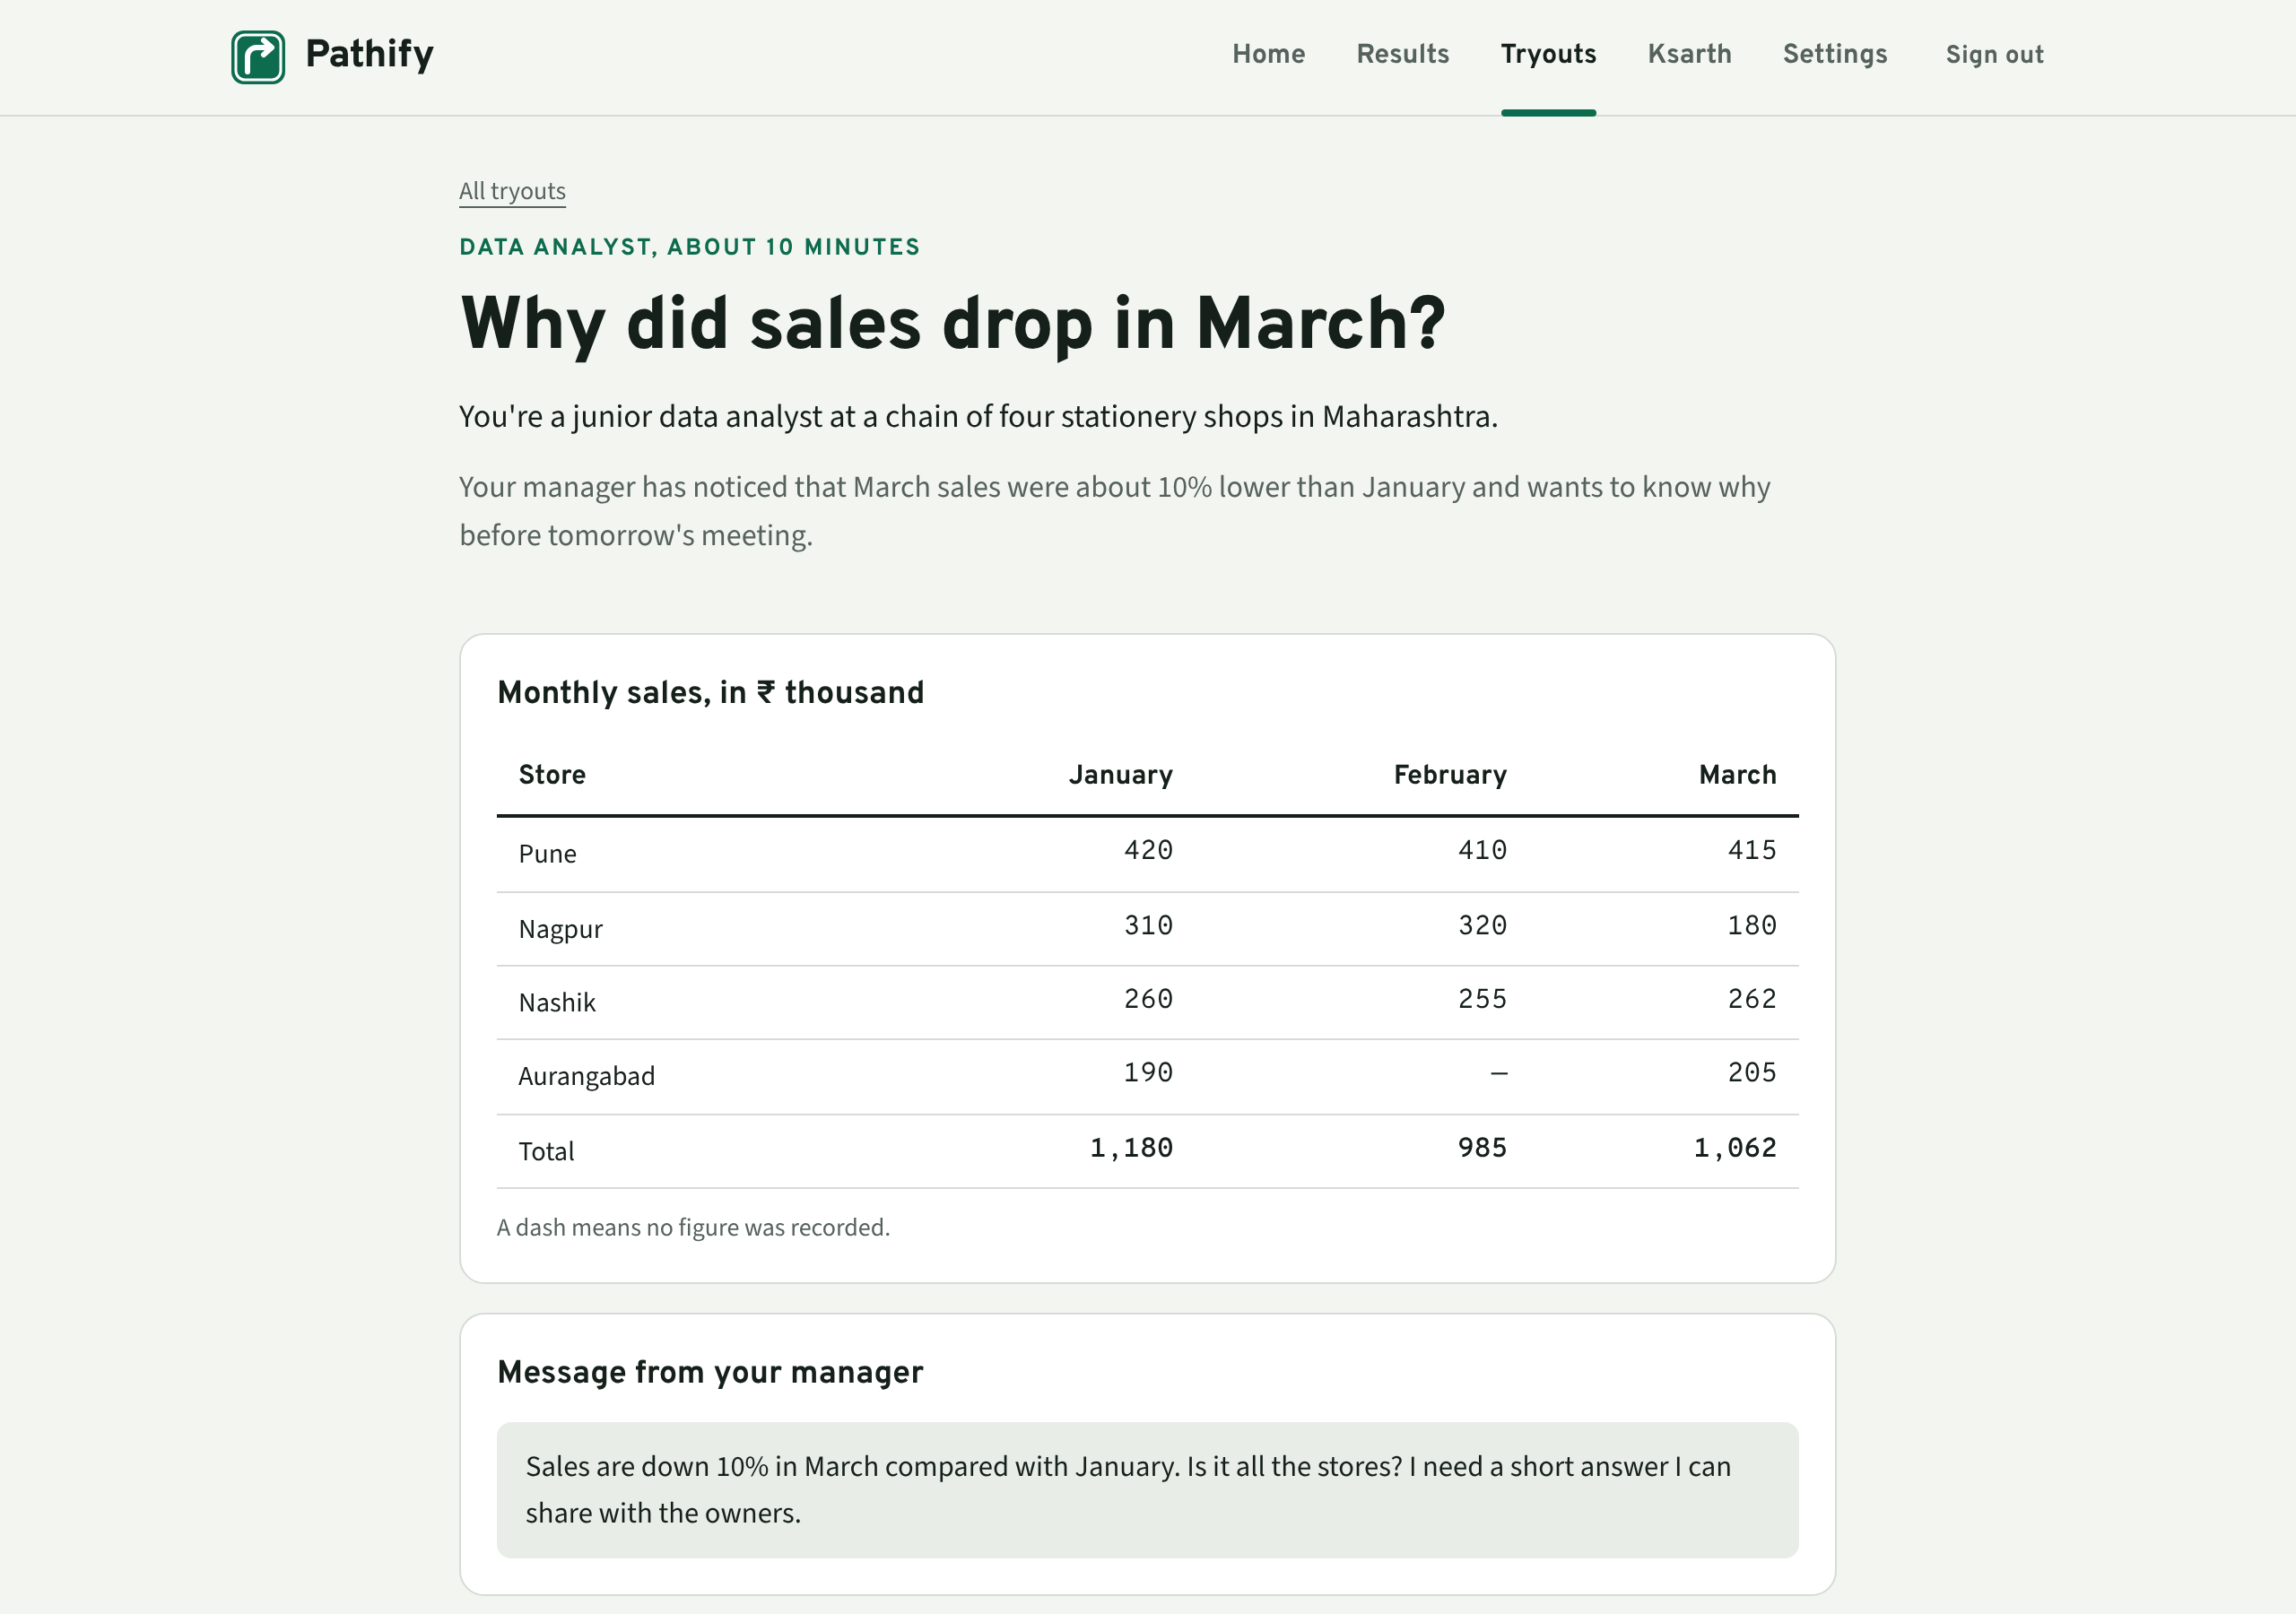 Pathify
Home Results Tryouts Ksarth Settings Sign out
All tryouts
DATA ANALYST, ABOUT 10 MINUTES
Why did sales drop in March?
You're a junior data analyst at a chain of four stationery shops in Maharashtra.
Your manager has noticed that March sales were about 10% lower than January and wants to know why
before tomorrow's meeting.
Monthly sales, in ₹ thousand
Store January February March
Pune 420 410 415
Nagpur 310 320 180
Nashik 260 255 262
Aurangabad 190 — 205
Total 1,180 985 1,062
A dash means no figure was recorded.
Message from your manager
Sales are down 10% in March compared with January. Is it all the stores? I need a short answer I can
share with the owners.